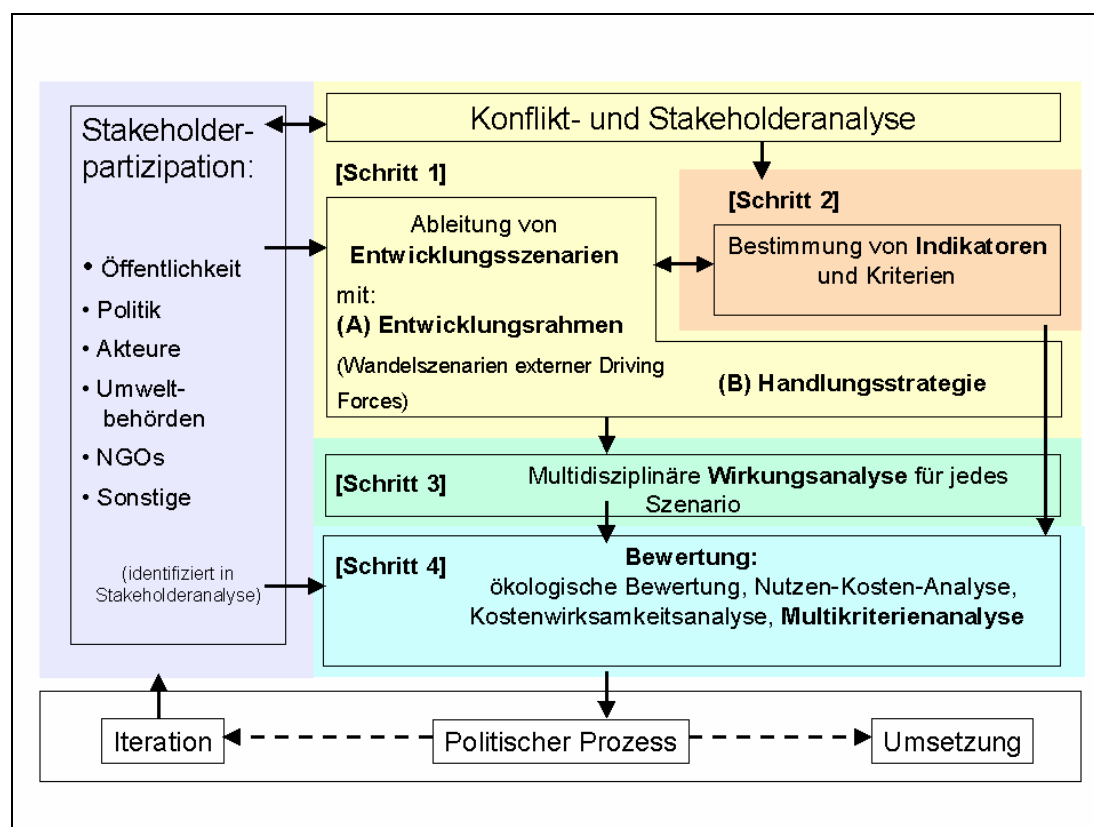 Stakeholder-
partizipation:
• Öffentlichkeit
• Politik
• Akteure
• Umwelt-
behörden
• NGOs
• Sonstige
(identifiziert in
Stakeholderanalyse)
Konflikt- und Stakeholderanalyse
[Schritt 1]
Ableitung von
Entwicklungsszenarien
mit:
(A) Entwicklungsrahmen
(Wandelszenarien externer Driving
Forces)
(B) Handlungsstrategie
[Schritt 2]
Bestimmung von Indikatoren
und Kriterien
[Schritt 3]
Multidisziplinäre Wirkungsanalyse für jedes
Szenario
[Schritt 4]
Bewertung:
ökologische Bewertung, Nutzen-Kosten-Analyse,
Kostenwirksamkeitsanalyse, Multikriterienanalyse
Iteration
Politischer Prozess
Umsetzung